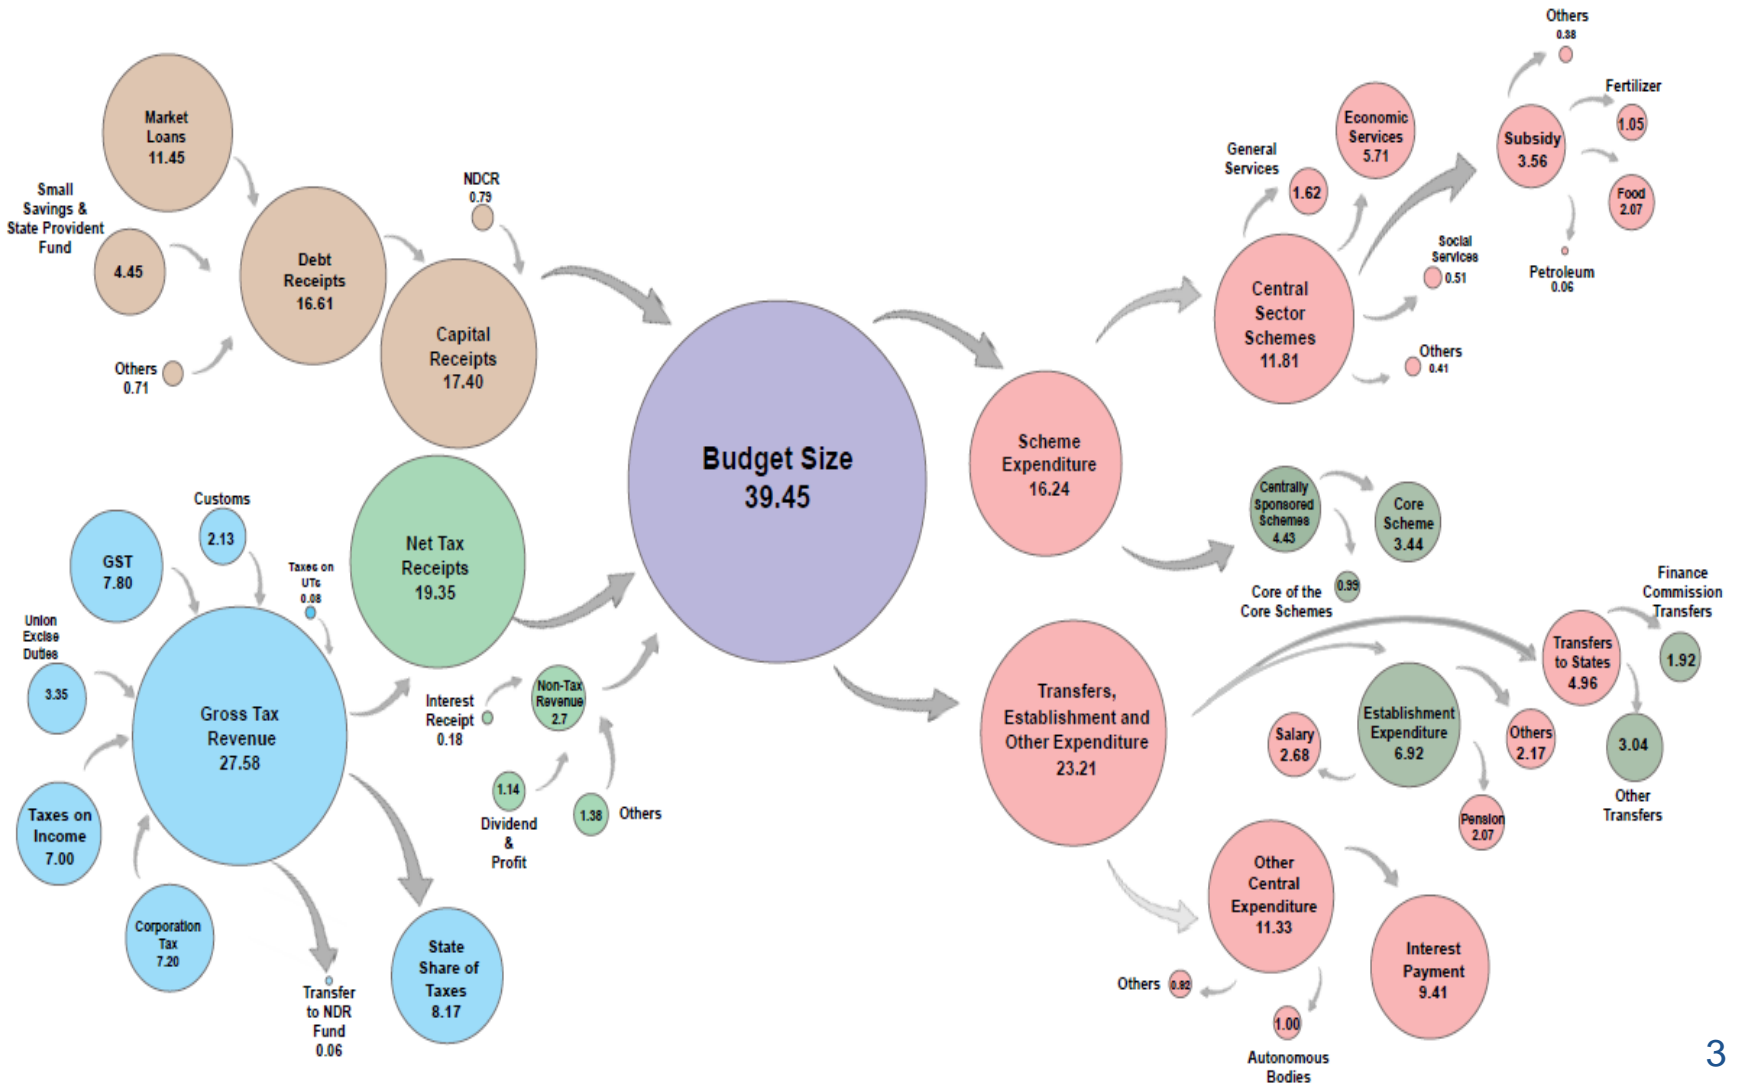 Market
Loans
11.45
Small
Savings &
State Provident
Fund
4.45
Others
0.71
Debt
Receipts
16.61
NDCR
0.79
Capital
Receipts
17.40
Customs
2.13
GST
7.80
Taxes on
UTs
0.08
Union
Excise
Duties
3.35
Taxes on
Income
7.00
Corporation
Tax
7.20
Gross Tax
Revenue
27.58
Transfer
to NDR
Fund
0.06
State
Share of
Taxes
8.17
Net Tax
Receipts
19.35
Interest
Receipt
0.18
Non-Tax
Revenue
2.7
1.14
Dividend
&
Profit
1.38
Others
Budget Size
39.45
Scheme
Expenditure
16.24
Central
Sector
Schemes
11.81
General
Services
1.62
Economic
Services
5.71
Subsidy
3.56
Others
0.38
Fertilizer
1.05
Food
2.07
Petroleum
0.06
Social
Services
0.51
Others
0.41
Centrally
Sponsored
Schemes
4.43
Core
Scheme
3.44
0.99
Core of the
Core Schemes
Transfers,
Establishment and
Other Expenditure
23.21
Transfers
to States
4.96
Finance
Commission
Transfers
1.92
3.04
Other
Transfers
Establishment
Expenditure
6.92
Salary
2.68
Others
2.17
Pension
2.07
Other
Central
Expenditure
11.33
Interest
Payment
9.41
Others
0.92
1.00
Autonomous
Bodies
3